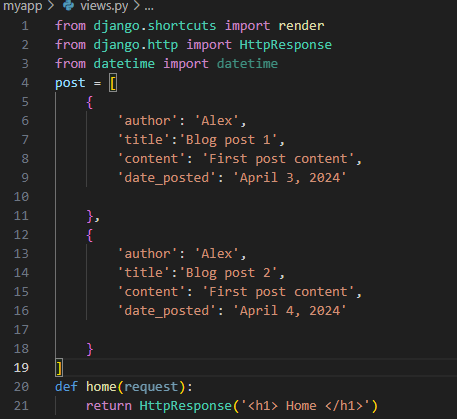 myapp > views.py > ...
1 from django.shortcuts import render
2 from django.http import HttpResponse
3 from datetime import datetime
4 post = [
5     {
6         'author': 'Alex',
7         'title':'Blog post 1',
8         'content': 'First post content',
9         'date_posted': 'April 3, 2024'
10
11     },
12     {
13         'author': 'Alex',
14         'title':'Blog post 2',
15         'content': 'First post content',
16         'date_posted': 'April 4, 2024'
17
18     }
19 ]
20 def home(request):
21     return HttpResponse('<h1> Home </h1>')